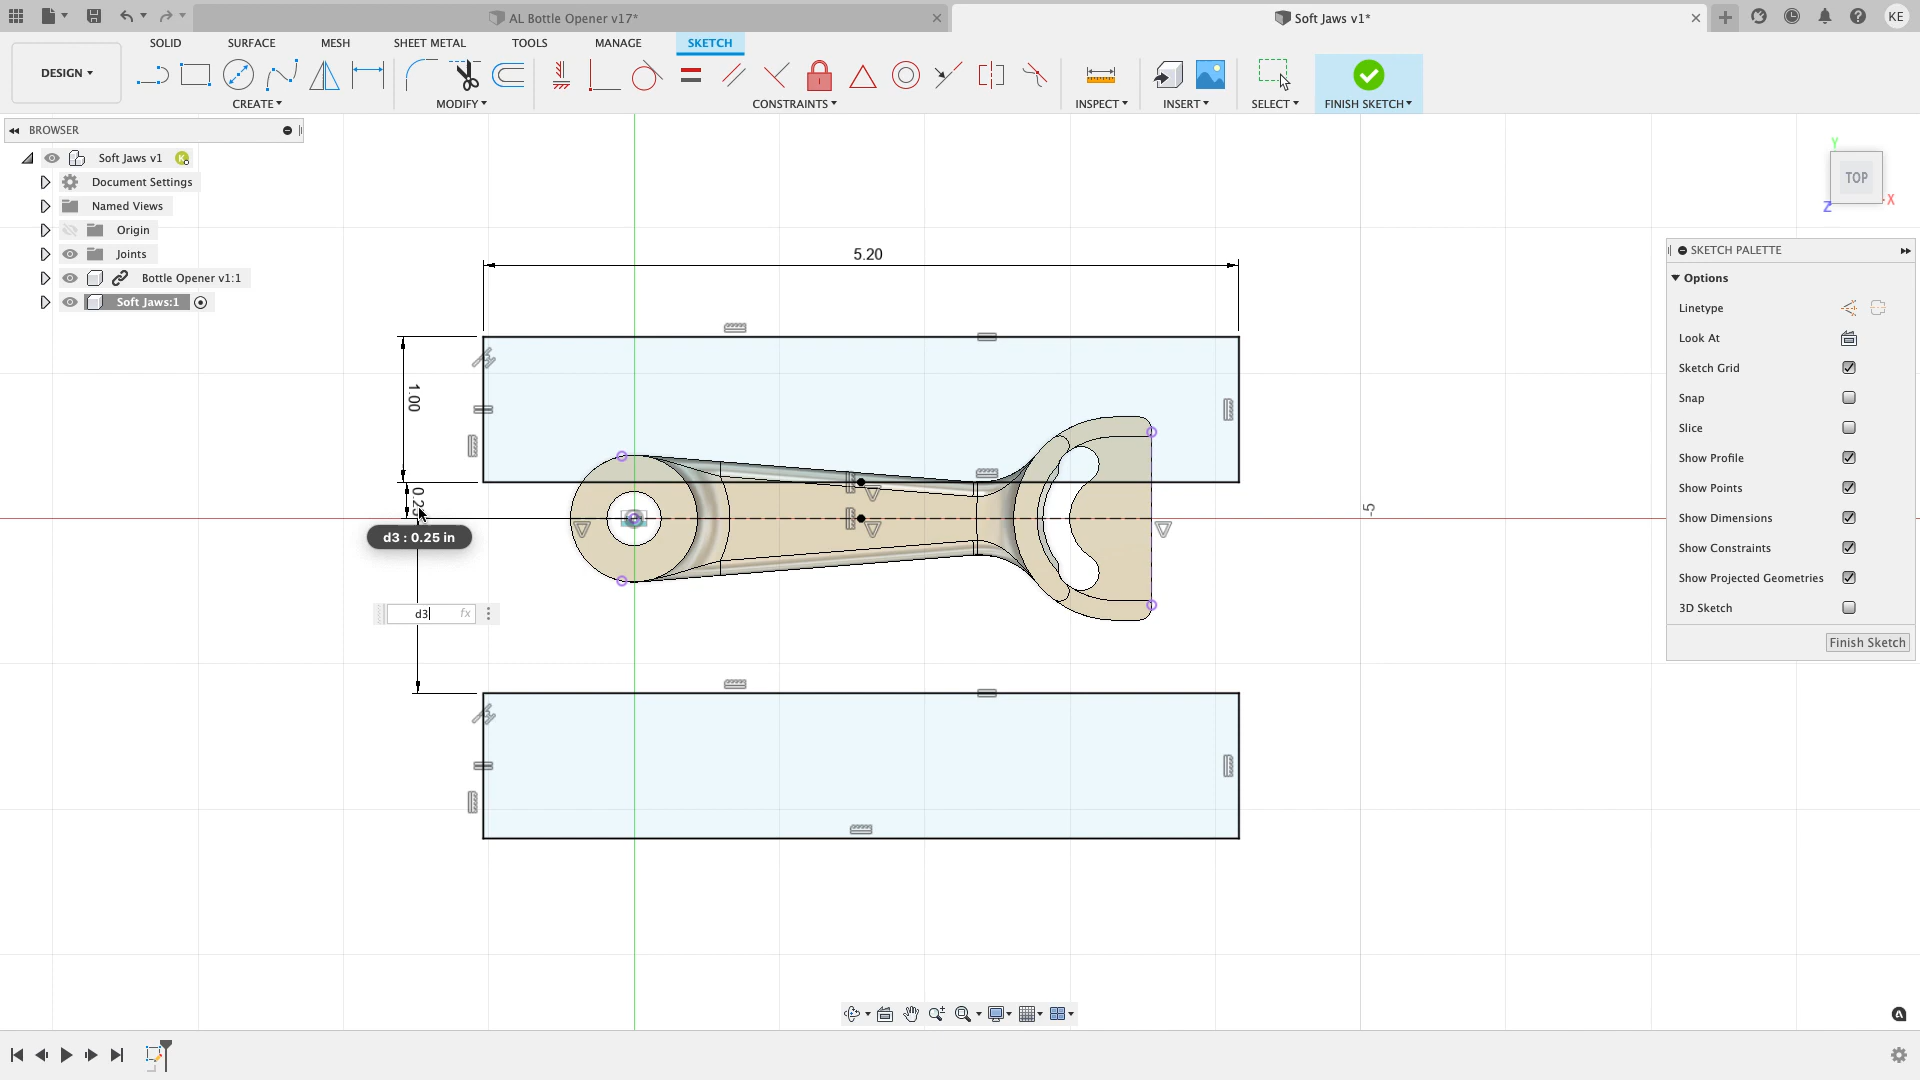 AL Bottle Opener v17*
Soft Jaws v1*
KE
DESIGN
SOLID
SURFACE
MESH
SHEET METAL
TOOLS
MANAGE
SKETCH
CREATE
MODIFY
CONSTRAINTS
INSPECT
INSERT
SELECT
FINISH SKETCH
BROWSER
Soft Jaws v1
Document Settings
Named Views
Origin
Joints
Bottle Opener v1:1
Soft Jaws:1
Y
TOP
X
Z
5.20
1.00
0.25
-5
d3 : 0.25 in
d3
fx
SKETCH PALETTE
Options
Linetype
Look At
Sketch Grid
Snap
Slice
Show Profile
Show Points
Show Dimensions
Show Constraints
Show Projected Geometries
3D Sketch
Finish Sketch